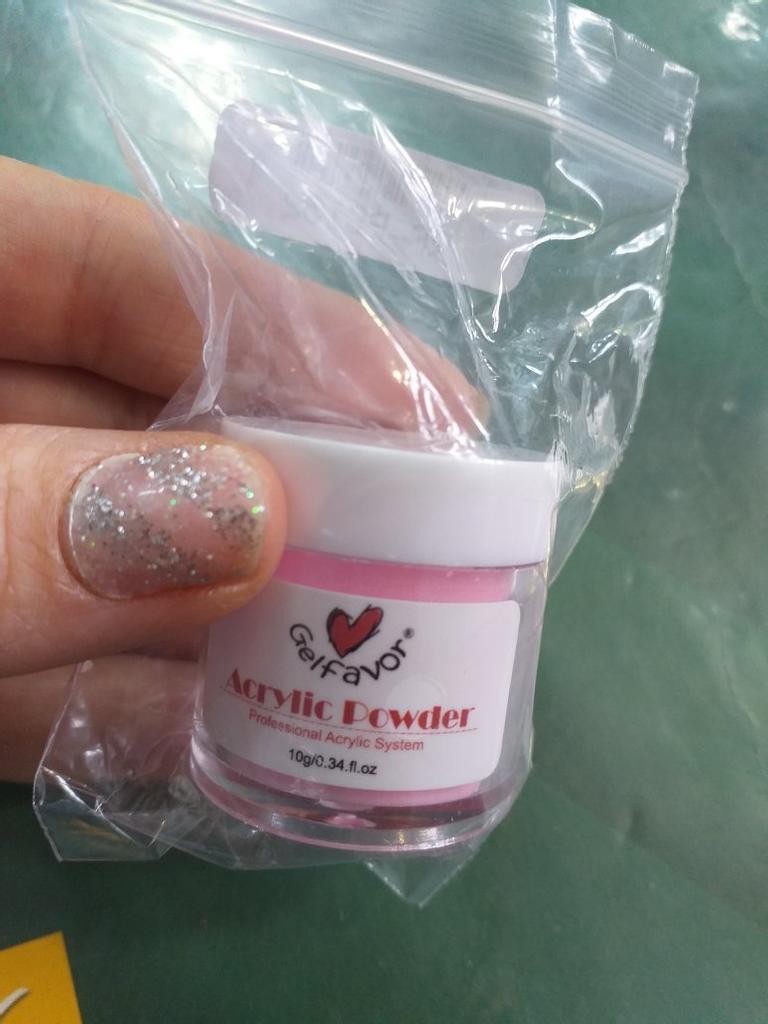 Gelfavor®
Acrylic Powder
Professional Acrylic System
10g/0.34.fl.oz